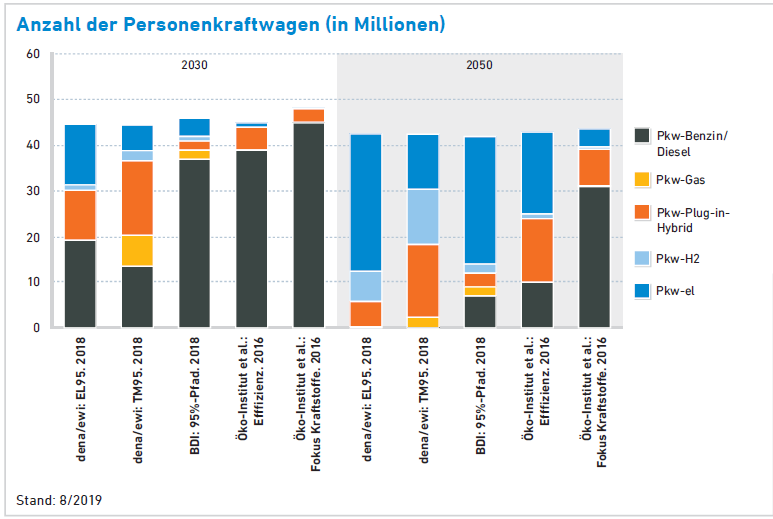 Anzahl der Personenkraftwagen (in Millionen)
60
50
40
30
20
10
0
2030
2050
dena/ewi: EL95. 2018
dena/ewi: TM95. 2018
BDI: 95%-Pfad. 2018
Öko-Institut et al.:
Efffizienz. 2016
Öko-Institut et al.:
Fokus Kraftstoffe. 2016
dena/ewi: EL95. 2018
dena/ewi: TM95. 2018
BDI: 95%-Pfad. 2018
Öko-Institut et al.:
Efffizienz. 2016
Öko-Institut et al.:
Fokus Kraftstoffe. 2016
Pkw-Benzin/
Diesel
Pkw-Gas
Pkw-Plug-in-
Hybrid
Pkw-H2
Pkw-el
Stand: 8/2019